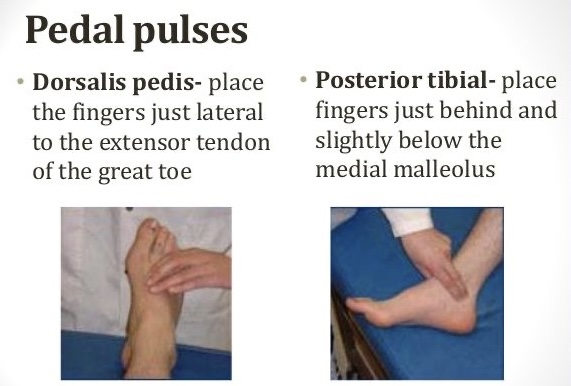 Pedal pulses
• Dorsalis pedis- place
the fingers just lateral
to the extensor tendon
of the great toe
• Posterior tibial- place
fingers just behind and
slightly below the
medial malleolus